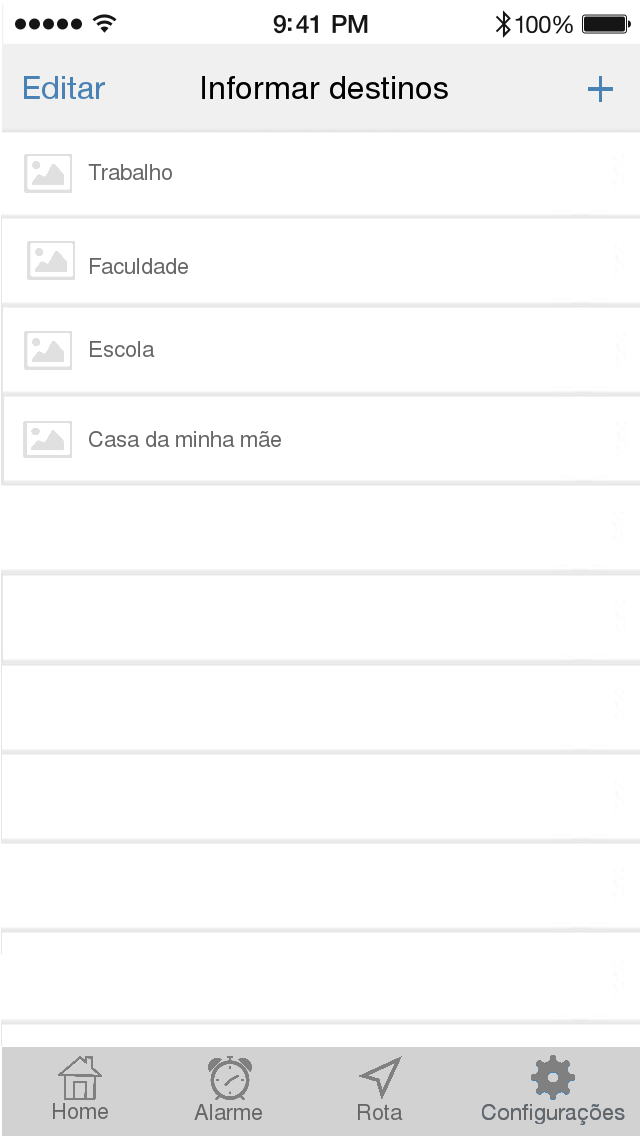 9:41 PM 100%
Editar Informar destinos +
Trabalho
Faculdade
Escola
Casa da minha mãe
Home Alarme Rota Configurações